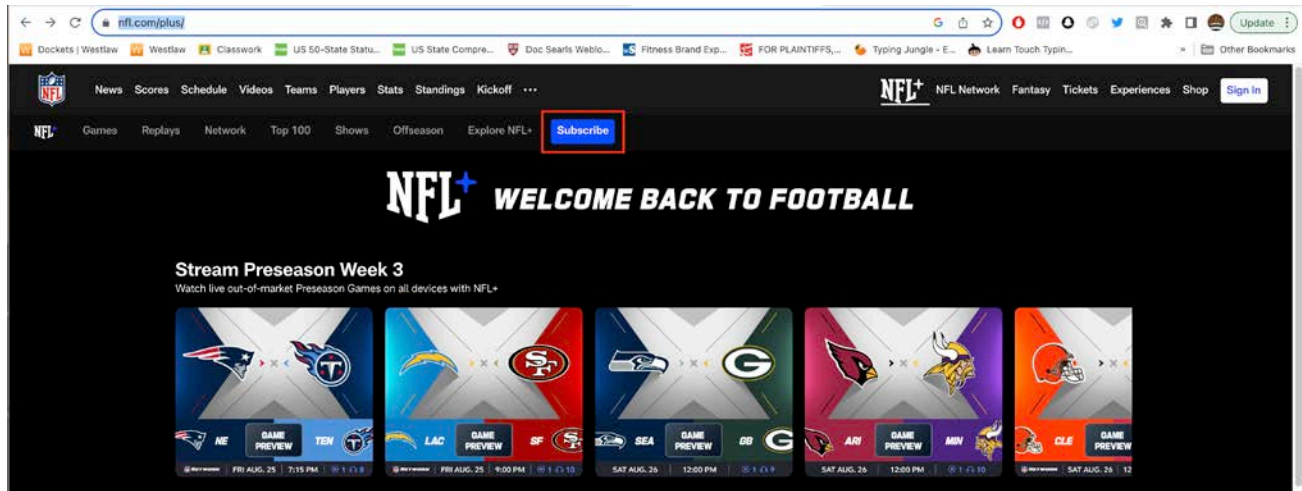 nfl.com/plus/
Update
Dockets | Westlaw Westlaw Classwork US 50-State Statu... US State Compre... Doc Searls Weblo... Fitness Brand Exp... FOR PLAINTIFFS,... Typing Jungle - E... Learn Touch Typin... » Other Bookmarks
NFL News Scores Schedule Videos Teams Players Stats Standings Kickoff ••• NFL+ NFL Network Fantasy Tickets Experiences Shop Sign In
NFL+ Games Replays Network Top 100 Shows Offseason Explore NFL+ Subscribe
NFL+ WELCOME BACK TO FOOTBALL
Stream Preseason Week 3
Watch live out-of-market Preseason Games on all devices with NFL+
NE GAME PREVIEW TEN LAC GAME PREVIEW SF SEA GAME PREVIEW GB ARI GAME PREVIEW MIN CLE GAME PREVIEW
NETWORK FRI AUG. 25 7:15 PM NETWORK FRI AUG. 25 9:00 PM SAT AUG. 26 12:00 PM SAT AUG. 26 12:00 PM NETWORK SAT AUG. 26 12